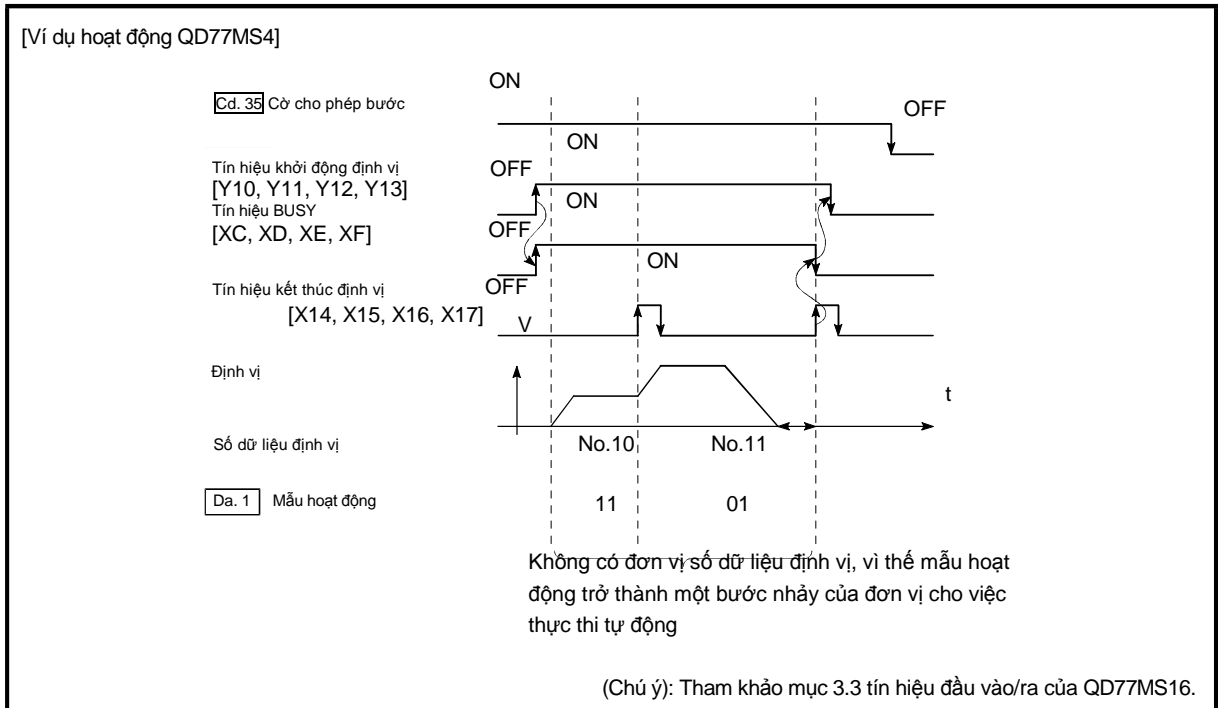 [Ví dụ hoạt động QD77MS4]
ON
Cd. 35 Cờ cho phép bước
OFF
ON
Tín hiệu khởi động định vị
OFF
[Y10, Y11, Y12, Y13]
ON
Tín hiệu BUSY
OFF
[XC, XD, XE, XF]
ON
Tín hiệu kết thúc định vị
OFF
[X14, X15, X16, X17]
V
Định vị
t
Số dữ liệu định vị
No.10
No.11
Da. 1 Mẫu hoạt động
11
01
Không có đơn vị số dữ liệu định vị, vì thế mẫu hoạt
động trở thành một bước nhảy của đơn vị cho việc
thực thi tự động
(Chú ý): Tham khảo mục 3.3 tín hiệu đầu vào/ra của QD77MS16.